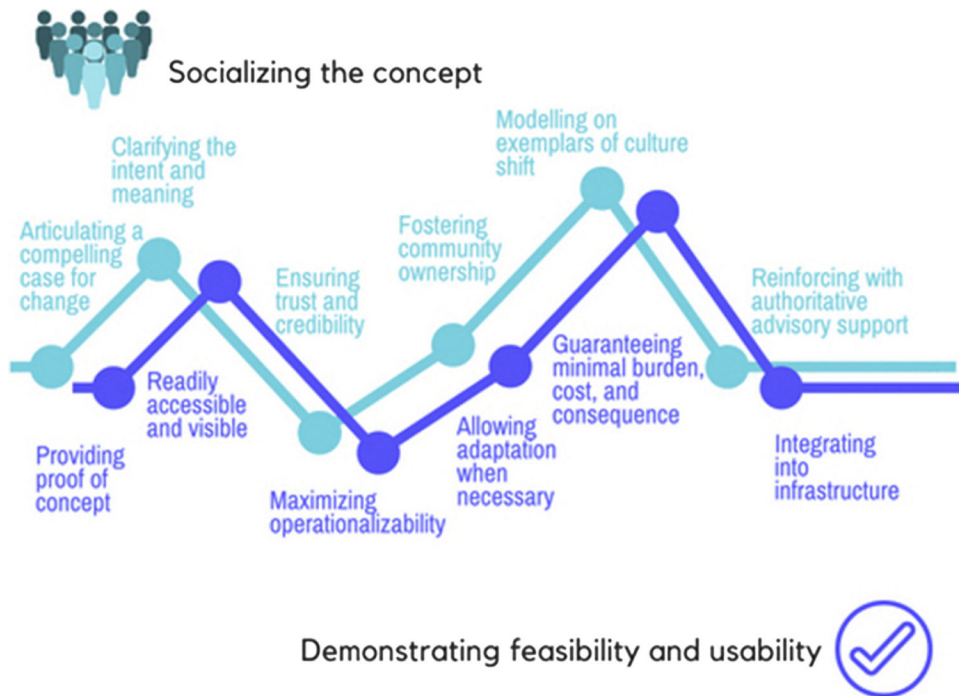 Socializing the concept
Clarifying the
intent and
meaning
Modelling on
exemplars of culture
shift
Articulating a
compelling
case for
change
Fostering
community
ownership
Ensuring
trust and
credibility
Reinforcing with
authoritative
advisory support
Readily
accessible
and visible
Guaranteeing
minimal burden,
cost, and
consequence
Providing
proof of
concept
Allowing
adaptation
when
necessary
Integrating
into
infrastructure
Maximizing
operationalizability
Demonstrating feasibility and usability